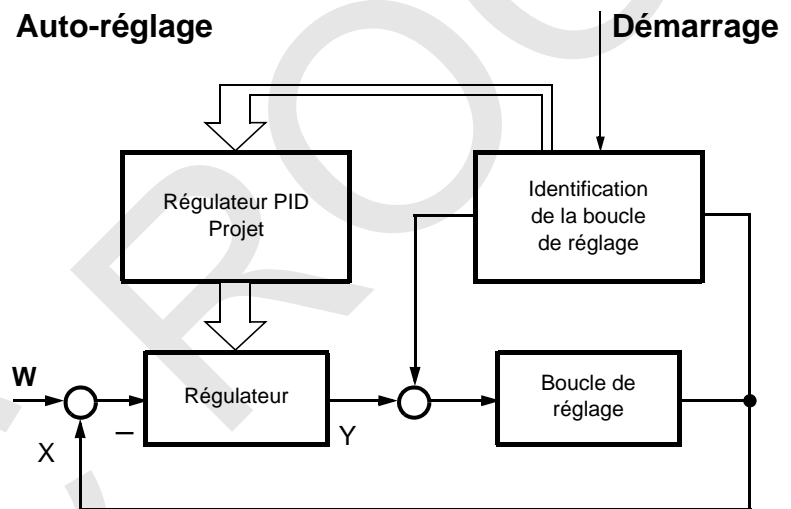 Auto-réglage
Démarrage
Régulateur PID
Projet
Identification
de la boucle
de réglage
W
Régulateur
Boucle de
réglage
X
–
Y